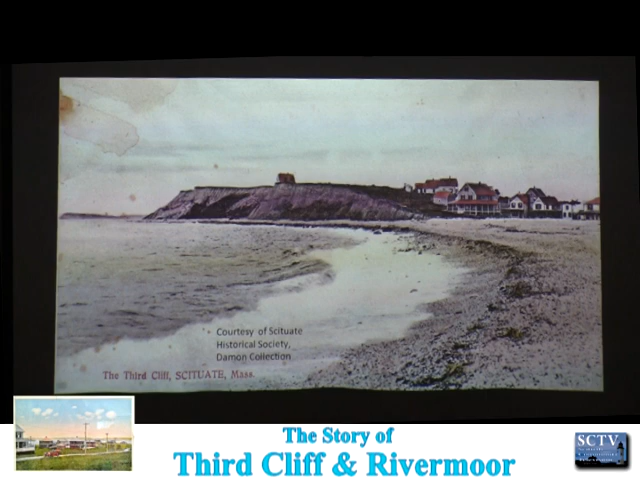 Courtesy of Scituate
Historical Society,
Damon Collection
The Third Cliff, SCITUATE, Mass.
The Story of
Third Cliff & Rivermoor
SCTV